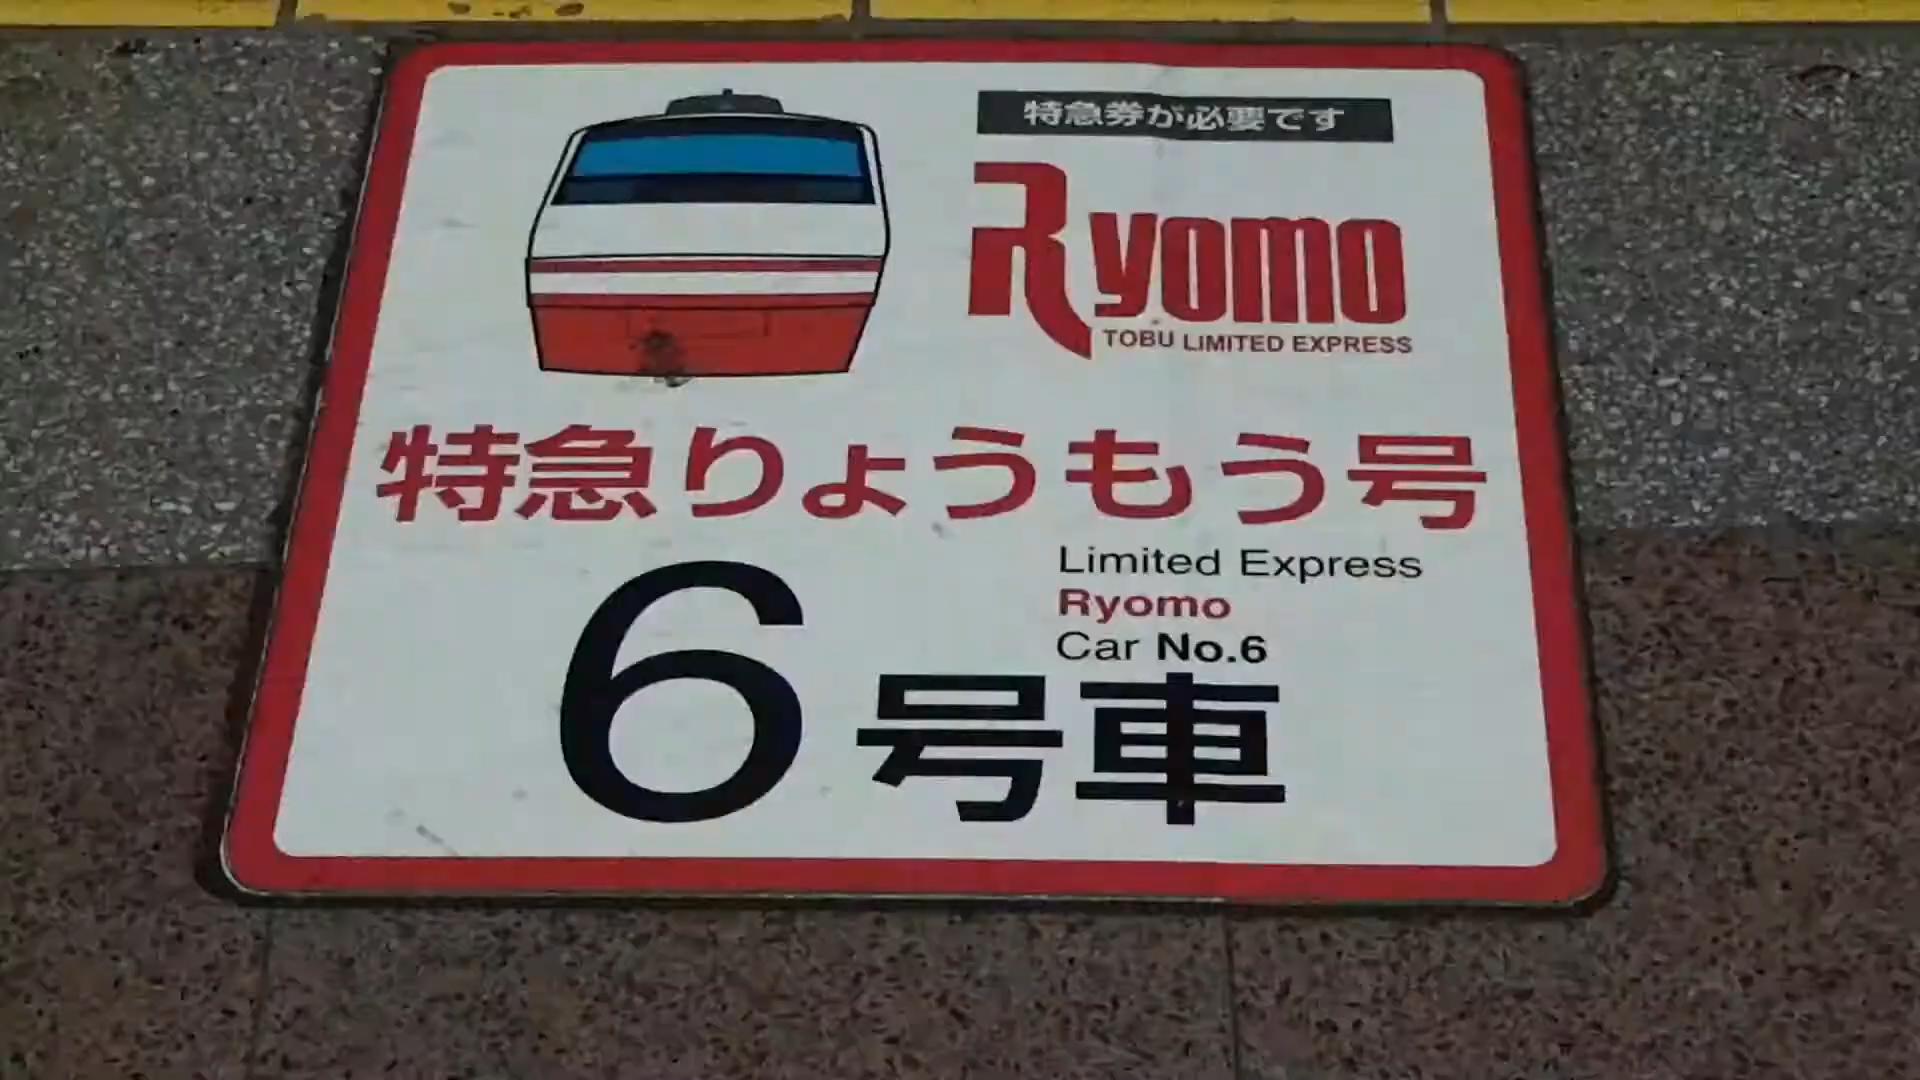 特急券が必要です
Ryomo
TOBU LIMITED EXPRESS
特急りょうもう号
Limited Express
Ryomo
Car No.6
6号車